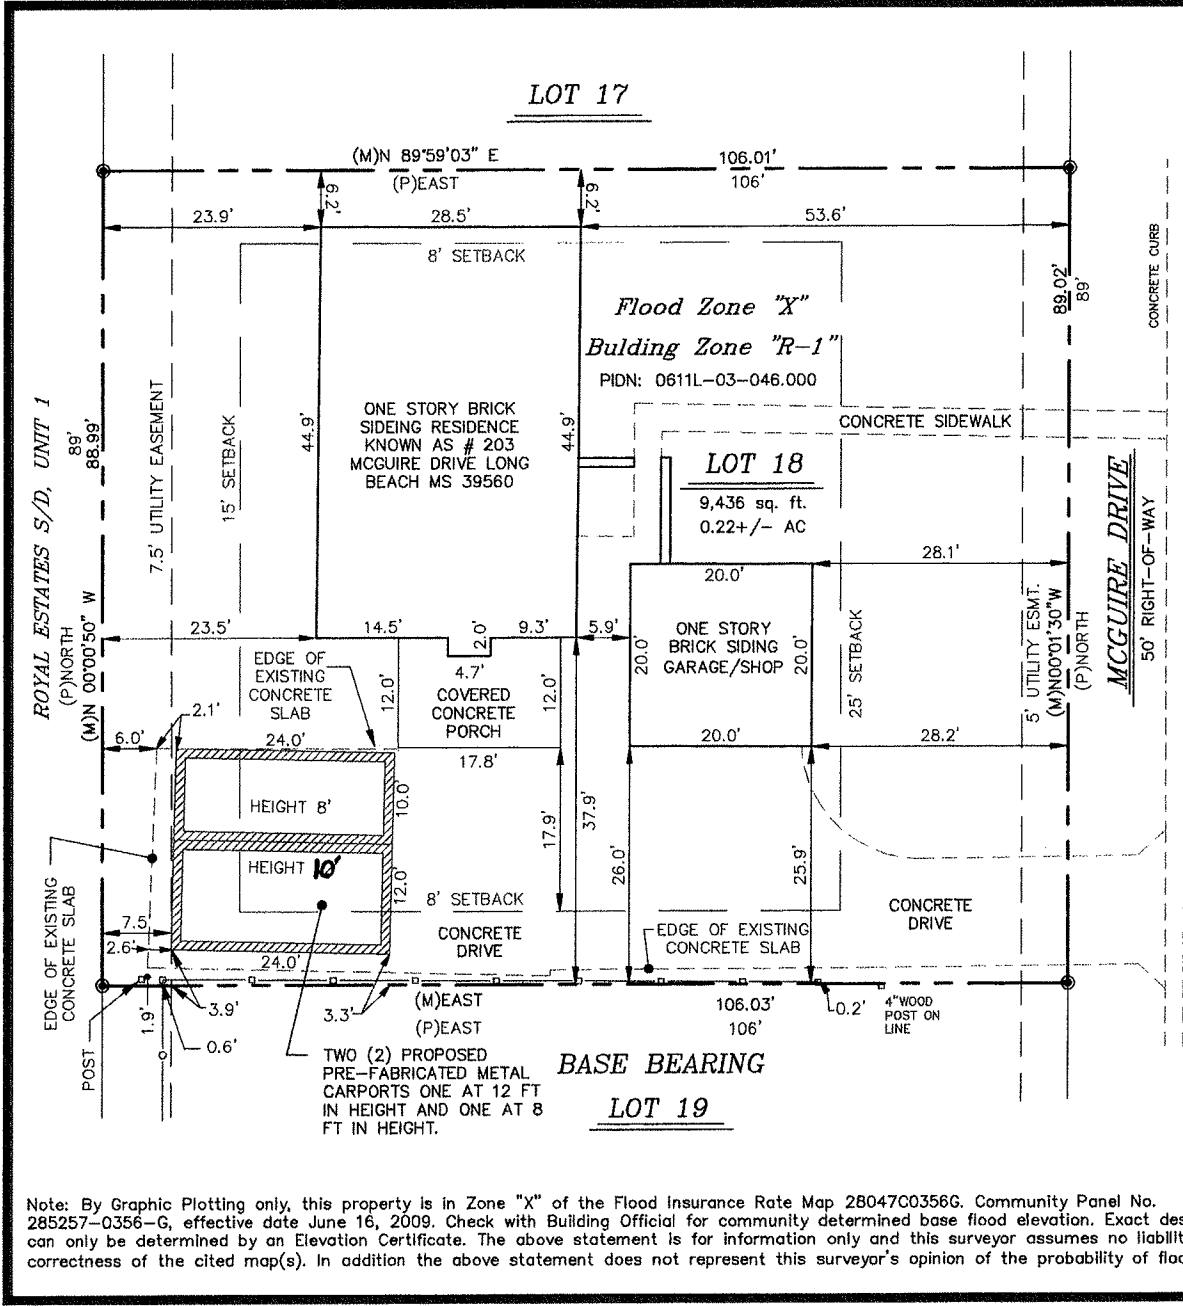 LOT 17
(M)N 89°59'03" E
106.01'
(P)EAST
106'
6.2'
6.2'
23.9'
28.5'
53.6'
8' SETBACK
CONCRETE CURB
89.02'
89'
Flood Zone "X"
Bulding Zone "R-1"
PIDN: 0611L-03-046.000
ROYAL ESTATES S/D, UNIT 1
89'
88.99'
(P)NORTH
(M)N 00°00'50" W
7.5' UTILITY EASEMENT
15' SETBACK
44.9'
ONE STORY BRICK
SIDEING RESIDENCE
KNOWN AS # 203
MCGUIRE DRIVE LONG
BEACH MS 39560
44.9'
CONCRETE SIDEWALK
LOT 18
9,436 sq. ft.
0.22+/- AC
MCGUIRE DRIVE
50' RIGHT-OF-WAY
28.1'
20.0'
5' UTILITY ESMT.
(M)N00°01'30"W
(P)NORTH
23.5'
14.5'
2.0'
9.3'
5.9'
4.7'
20.0'
ONE STORY
BRICK SIDING
GARAGE/SHOP
20.0'
25' SETBACK
EDGE OF
EXISTING
CONCRETE
SLAB
12.0'
COVERED
CONCRETE
PORCH
12.0'
2.1'
6.0'
24.0'
17.8'
20.0'
28.2'
HEIGHT 8'
10.0'
17.9'
37.9'
HEIGHT 10'
12.0'
26.0'
25.9'
8' SETBACK
EDGE OF EXISTING
CONCRETE SLAB
7.5
2.6'
24.0'
CONCRETE
DRIVE
EDGE OF EXISTING
CONCRETE SLAB
CONCRETE
DRIVE
POST
1.9'
3.9'
0.6'
3.3'
(M)EAST
(P)EAST
106.03'
106'
0.2'
4"WOOD
POST ON
LINE
TWO (2) PROPOSED
PRE-FABRICATED METAL
CARPORTS ONE AT 12 FT
IN HEIGHT AND ONE AT 8
FT IN HEIGHT.
BASE BEARING
LOT 19
Note: By Graphic Plotting only, this property is in Zone "X" of the Flood Insurance Rate Map 28047C0356G. Community Panel No.
285257-0356-G, effective date June 16, 2009. Check with Building Official for community determined base flood elevation. Exact des
can only be determined by an Elevation Certificate. The above statement is for information only and this surveyor assumes no liabilit
correctness of the cited map(s). In addition the above statement does not represent this surveyor's opinion of the probability of floo